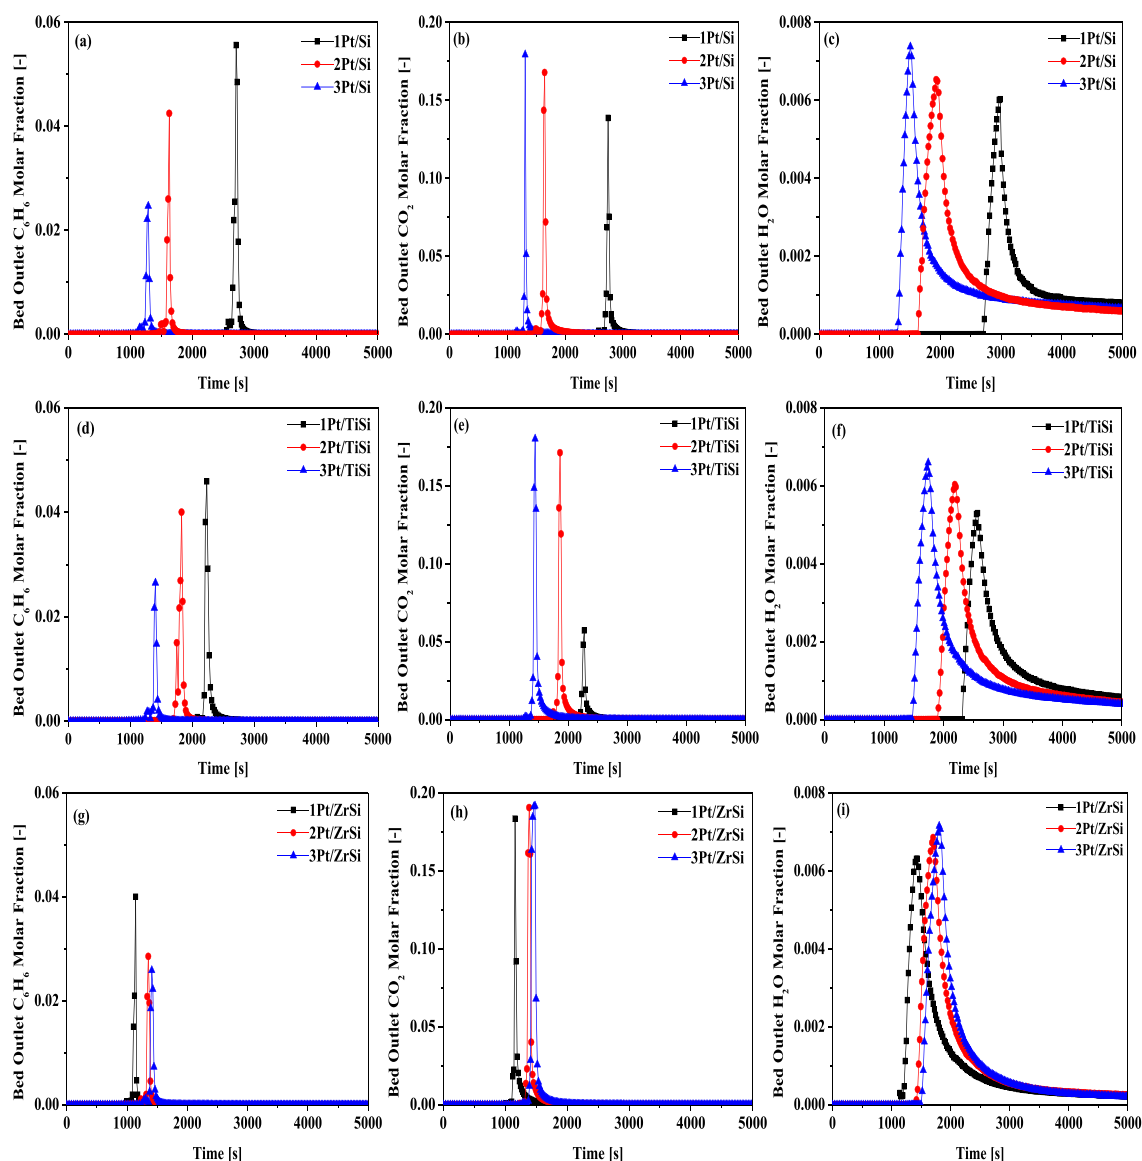 (a)
1Pt/Si
2Pt/Si
3Pt/Si
0.06
0.04
0.02
0.00
0 1000 2000 3000 4000 5000
Time [s]
Bed Outlet C6H6 Molar Fraction [-]
(b)
1Pt/Si
2Pt/Si
3Pt/Si
0.20
0.15
0.10
0.05
0.00
0 1000 2000 3000 4000 5000
Time [s]
Bed Outlet CO2 Molar Fraction [-]
(c)
1Pt/Si
2Pt/Si
3Pt/Si
0.008
0.006
0.004
0.002
0.000
0 1000 2000 3000 4000 5000
Time [s]
Bed Outlet H2O Molar Fraction [-]
(d)
1Pt/TiSi
2Pt/TiSi
3Pt/TiSi
0.06
0.04
0.02
0.00
0 1000 2000 3000 4000 5000
Time [s]
Bed Outlet C6H6 Molar Fraction [-]
(e)
1Pt/TiSi
2Pt/TiSi
3Pt/TiSi
0.20
0.15
0.10
0.05
0.00
0 1000 2000 3000 4000 5000
Time [s]
Bed Outlet CO2 Molar Fraction [-]
(f)
1Pt/TiSi
2Pt/TiSi
3Pt/TiSi
0.008
0.006
0.004
0.002
0.000
0 1000 2000 3000 4000 5000
Time [s]
Bed Outlet H2O Molar Fraction [-]
(g)
1Pt/ZrSi
2Pt/ZrSi
3Pt/ZrSi
0.06
0.04
0.02
0.00
0 1000 2000 3000 4000 5000
Time [s]
Bed Outlet C6H6 Molar Fraction [-]
(h)
1Pt/ZrSi
2Pt/ZrSi
3Pt/ZrSi
0.20
0.15
0.10
0.05
0.00
0 1000 2000 3000 4000 5000
Time [s]
Bed Outlet CO2 Molar Fraction [-]
(i)
1Pt/ZrSi
2Pt/ZrSi
3Pt/ZrSi
0.008
0.006
0.004
0.002
0.000
0 1000 2000 3000 4000 5000
Time [s]
Bed Outlet H2O Molar Fraction [-]